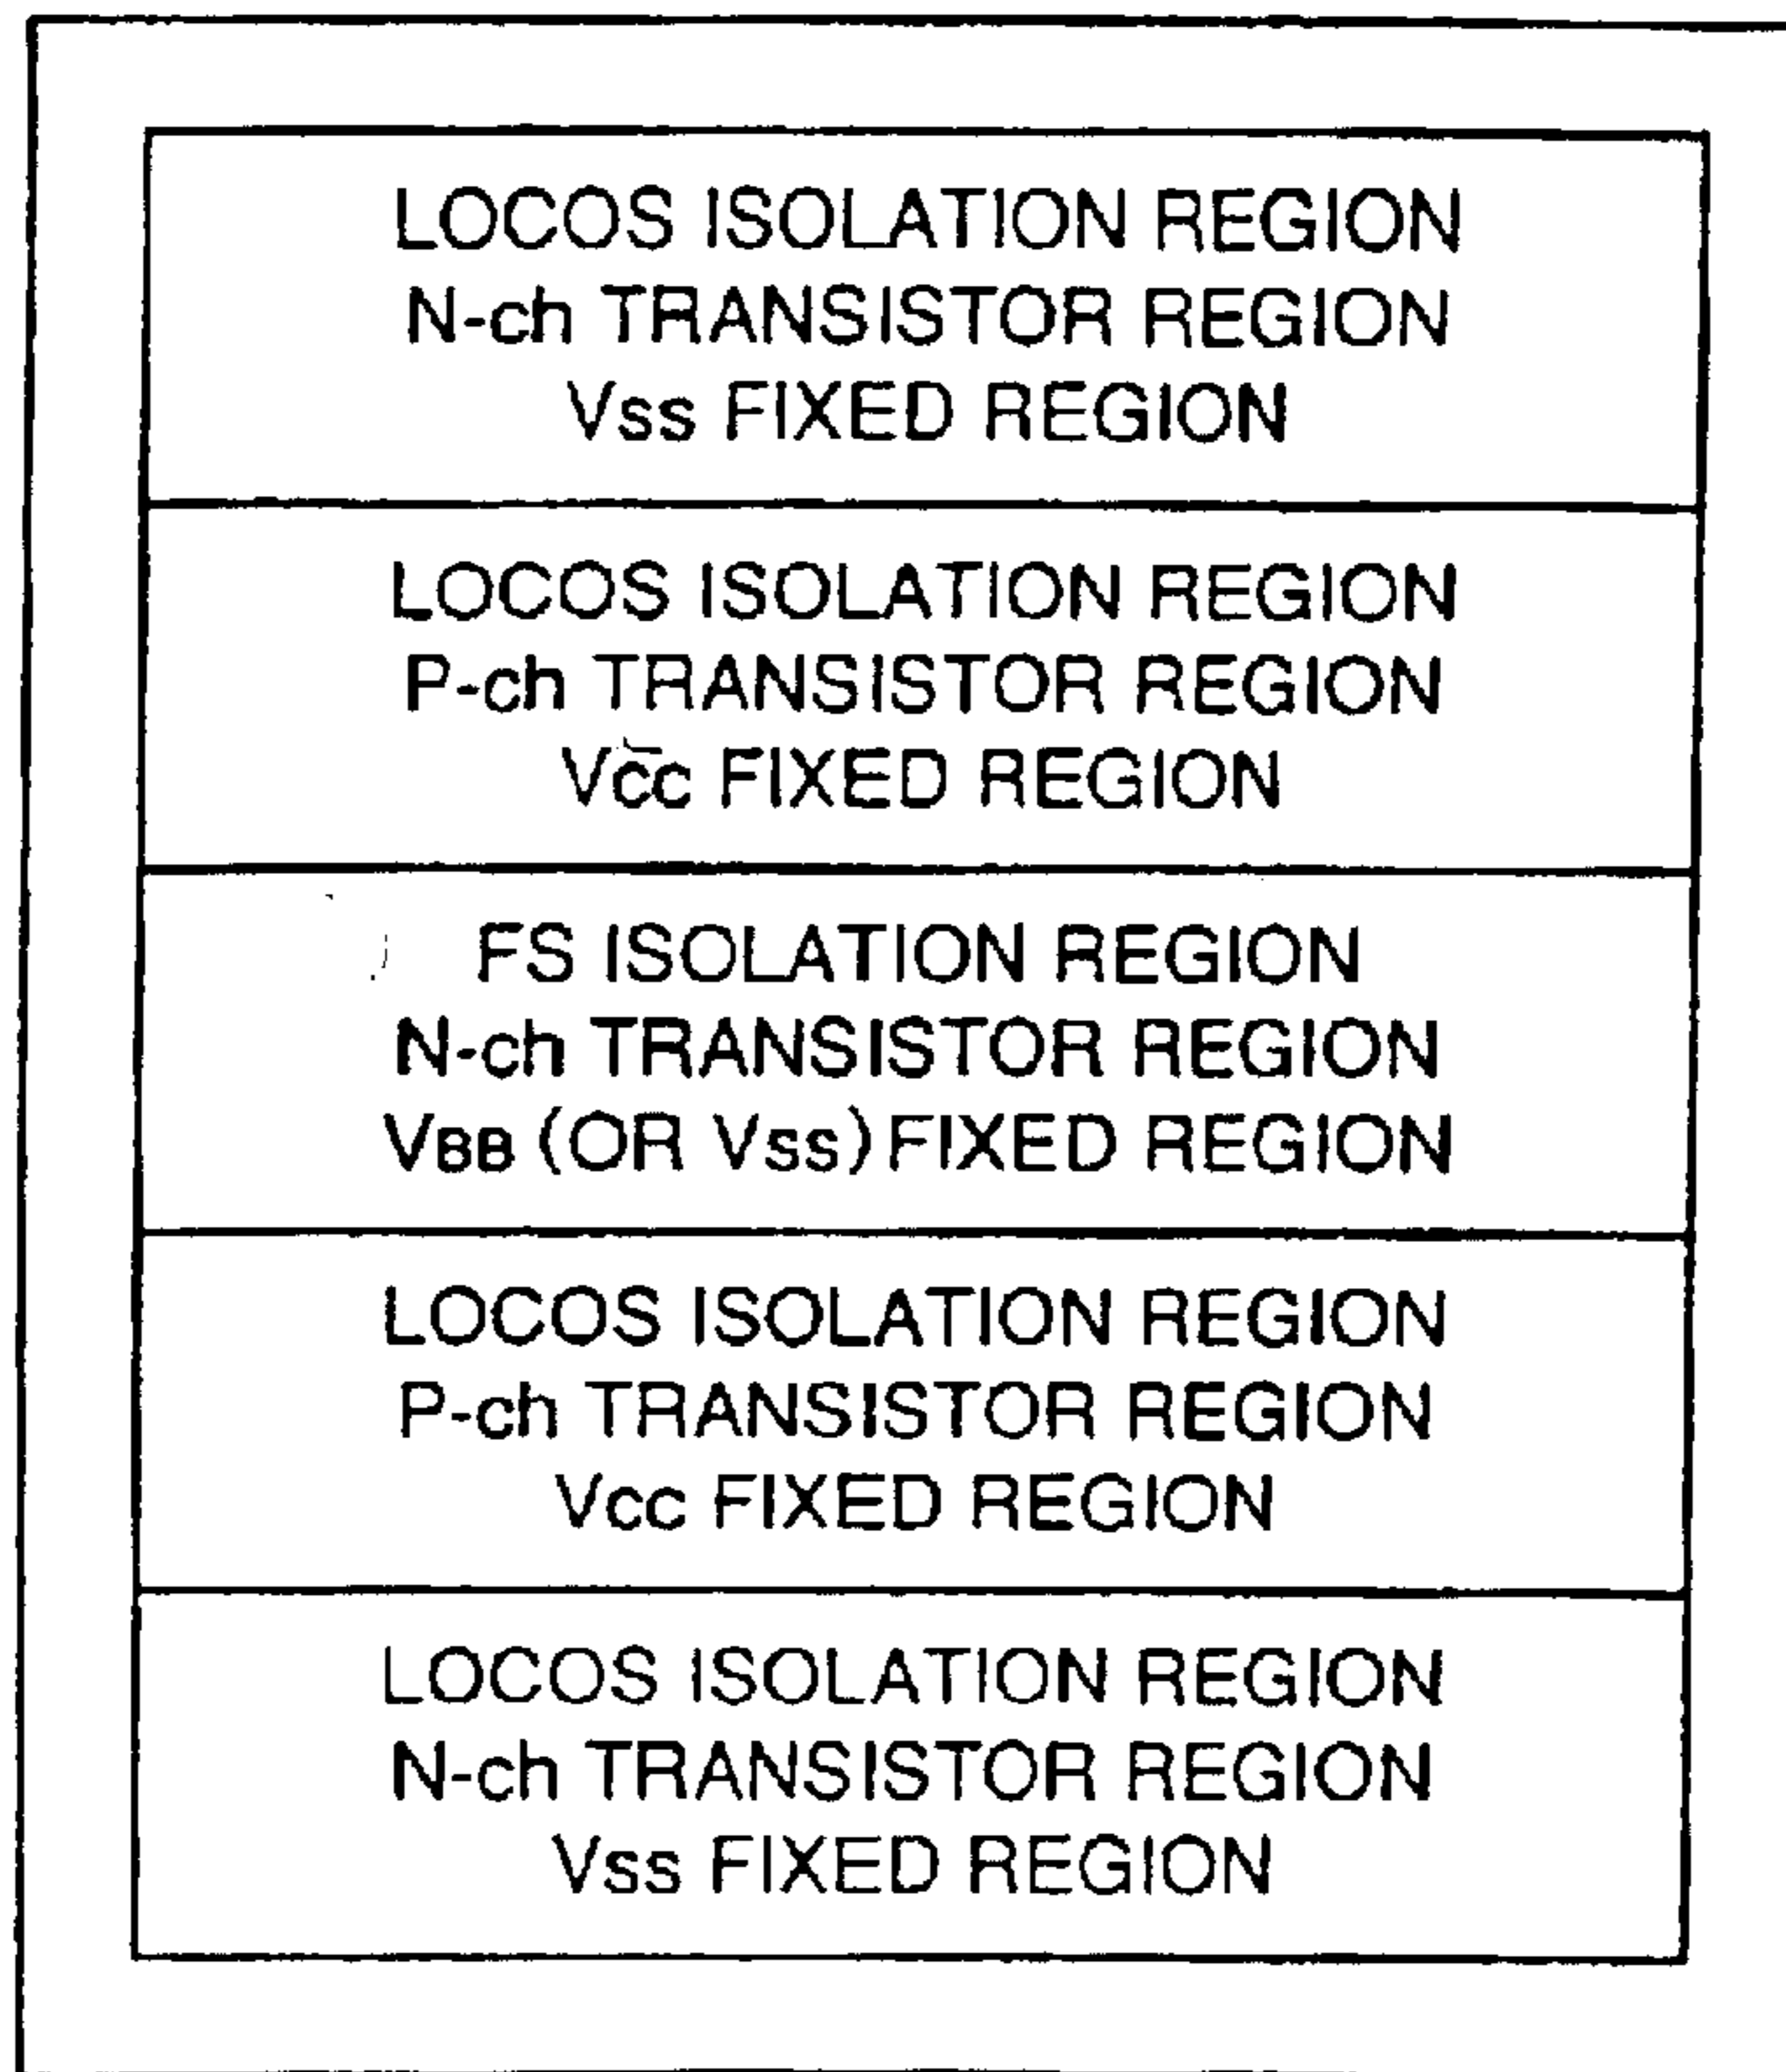 LOCOS ISOLATION REGION
N-ch TRANSISTOR REGION
Vss FIXED REGION
LOCOS ISOLATION REGION
P-ch TRANSISTOR REGION
Vcc FIXED REGION
FS ISOLATION REGION
N-ch TRANSISTOR REGION
VBB (OR Vss) FIXED REGION
LOCOS ISOLATION REGION
P-ch TRANSISTOR REGION
Vcc FIXED REGION
LOCOS ISOLATION REGION
N-ch TRANSISTOR REGION
Vss FIXED REGION